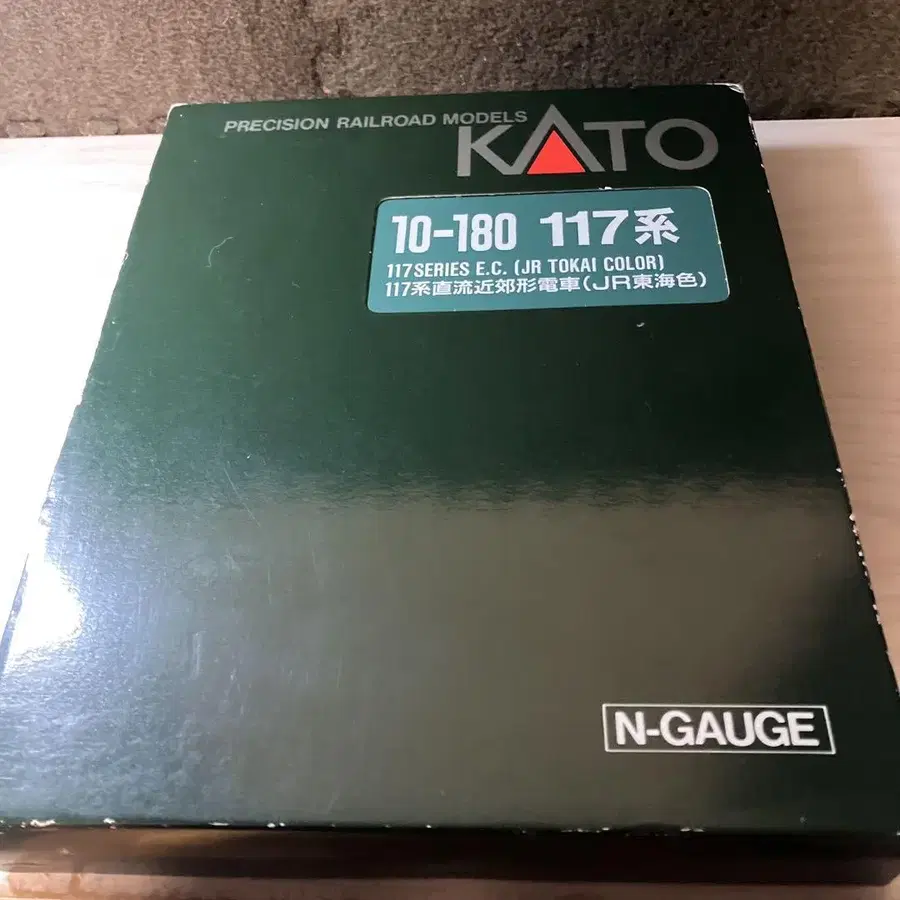 PRECISION RAILROAD MODELS
KATO
10-180 117系
117SERIES E.C. (JR TOKAI COLOR)
117系直流近郊形電車(JR東海色)
N-GAUGE